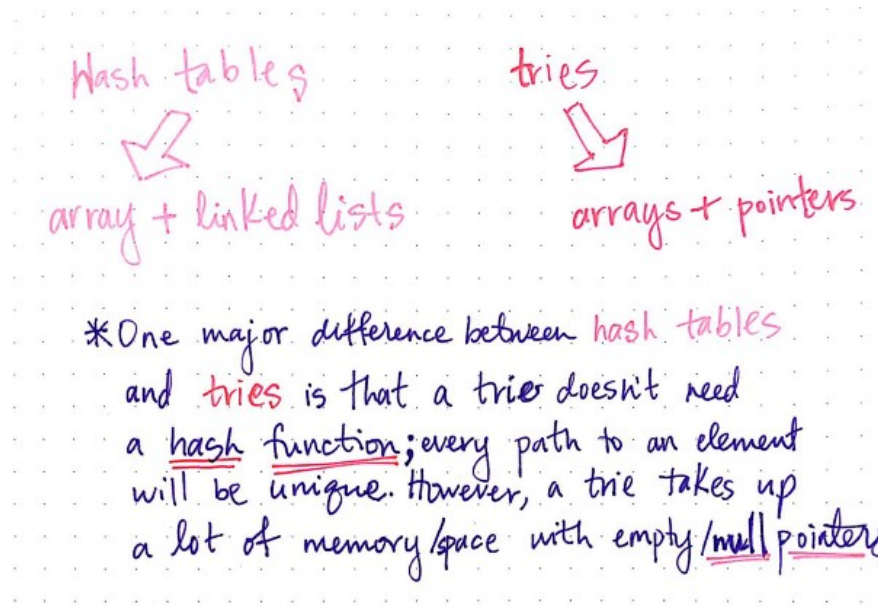 Hash tables
tries
array + linked lists
arrays + pointers
*One major difference between hash tables
and tries is that a trie doesn't need
a hash function; every path to an element
will be unique. However, a trie takes up
a lot of memory/space with empty/null pointers